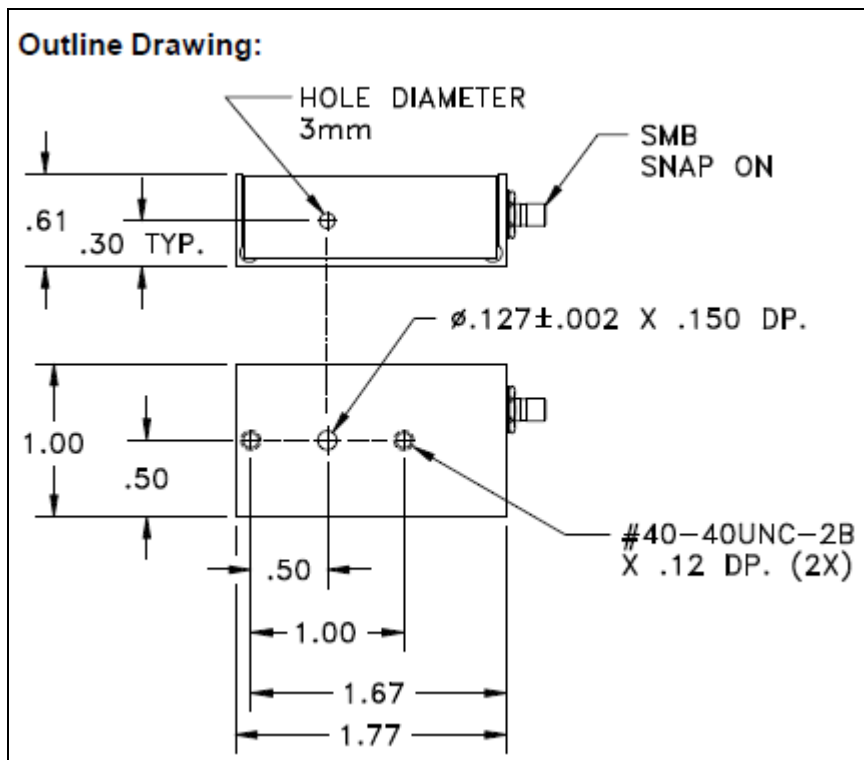 Outline Drawing:
HOLE DIAMETER
3mm
SMB
SNAP ON
.61
.30 TYP.
ø.127±.002 X .150 DP.
1.00
.50
#40-40UNC-2B
X .12 DP. (2X)
.50
1.00
1.67
1.77